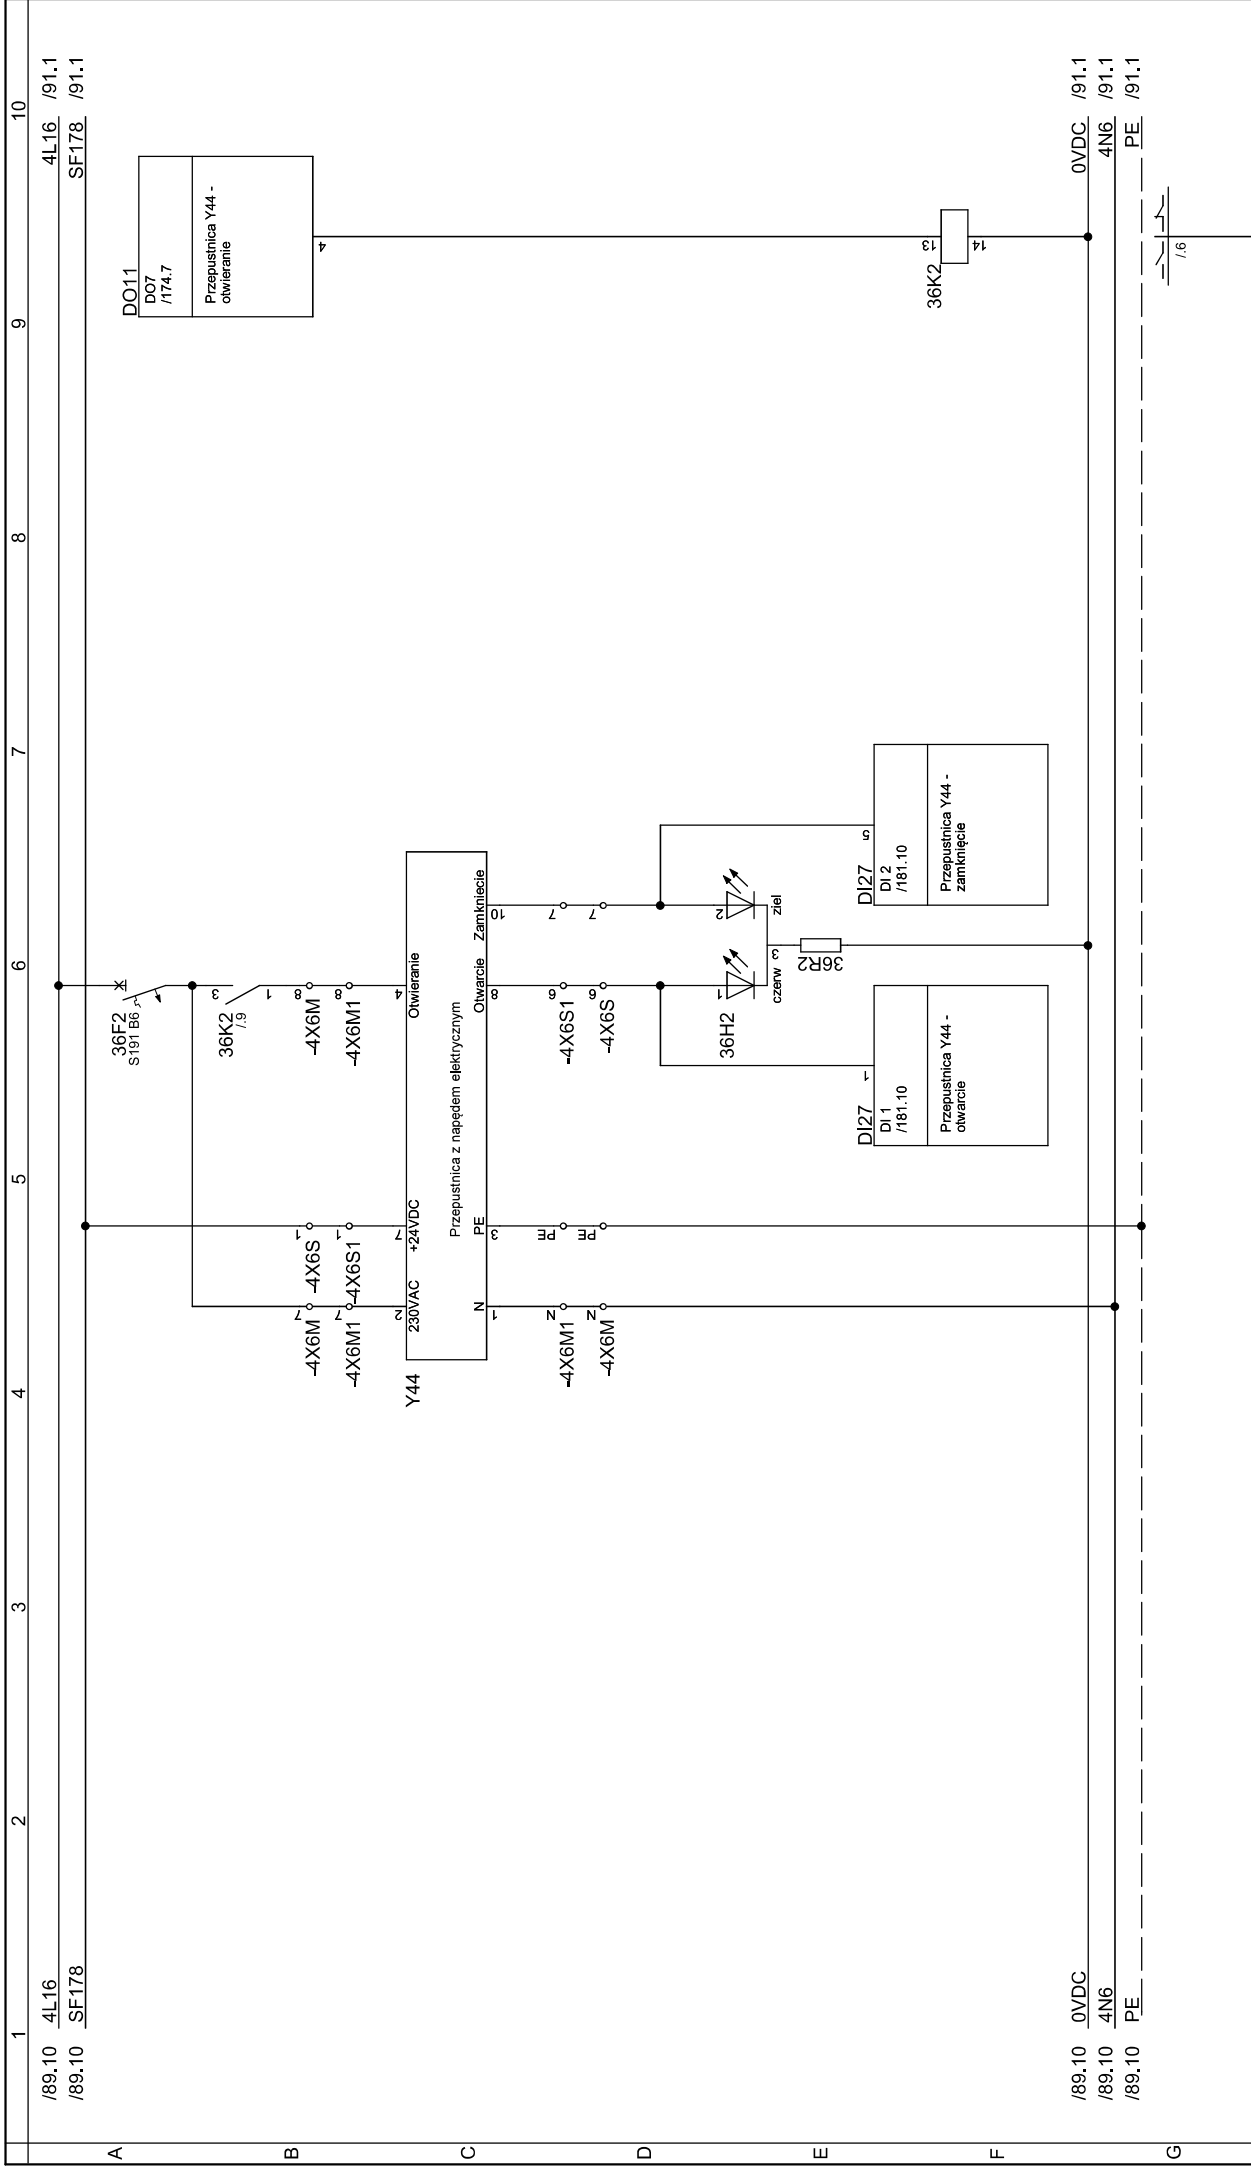 1 2 3 4 5 6 7 8 9 10
/89.10 4L16 4L16 /91.1
/89.10 SF178 SF178 /91.1
A
B
C
D
E
F
G
36F2
S191 B6
DO11
DO7
/174.7
Przepustnica Y44 -
otwieranie
4
3
36K2
/.9
1
7
-4X6M
7
-4X6M1
1
-4X6S
1
-4X6S1
8
-4X6M
8
-4X6M1
2
7
4
Y44
230VAC
+24VDC
Otwieranie
Przepustnica z napędem elektrycznym
N
PE
Otwarcie
Zamkniecie
1
3
8
10
N
-4X6M1
N
-4X6M
PE
PE
6
-4X6S1
6
-4X6S
7
7
36H2
1
2
czerw
3
ziel
36R2
DI27
1
DI 1
/181.10
Przepustnica Y44 -
otwarcie
DI27
5
DI 2
/181.10
Przepustnica Y44 -
zamknięcie
36K2
13
14
/89.10 0VDC 0VDC /91.1
/89.10 4N6 4N6 /91.1
/89.10 PE PE /91.1
/.6